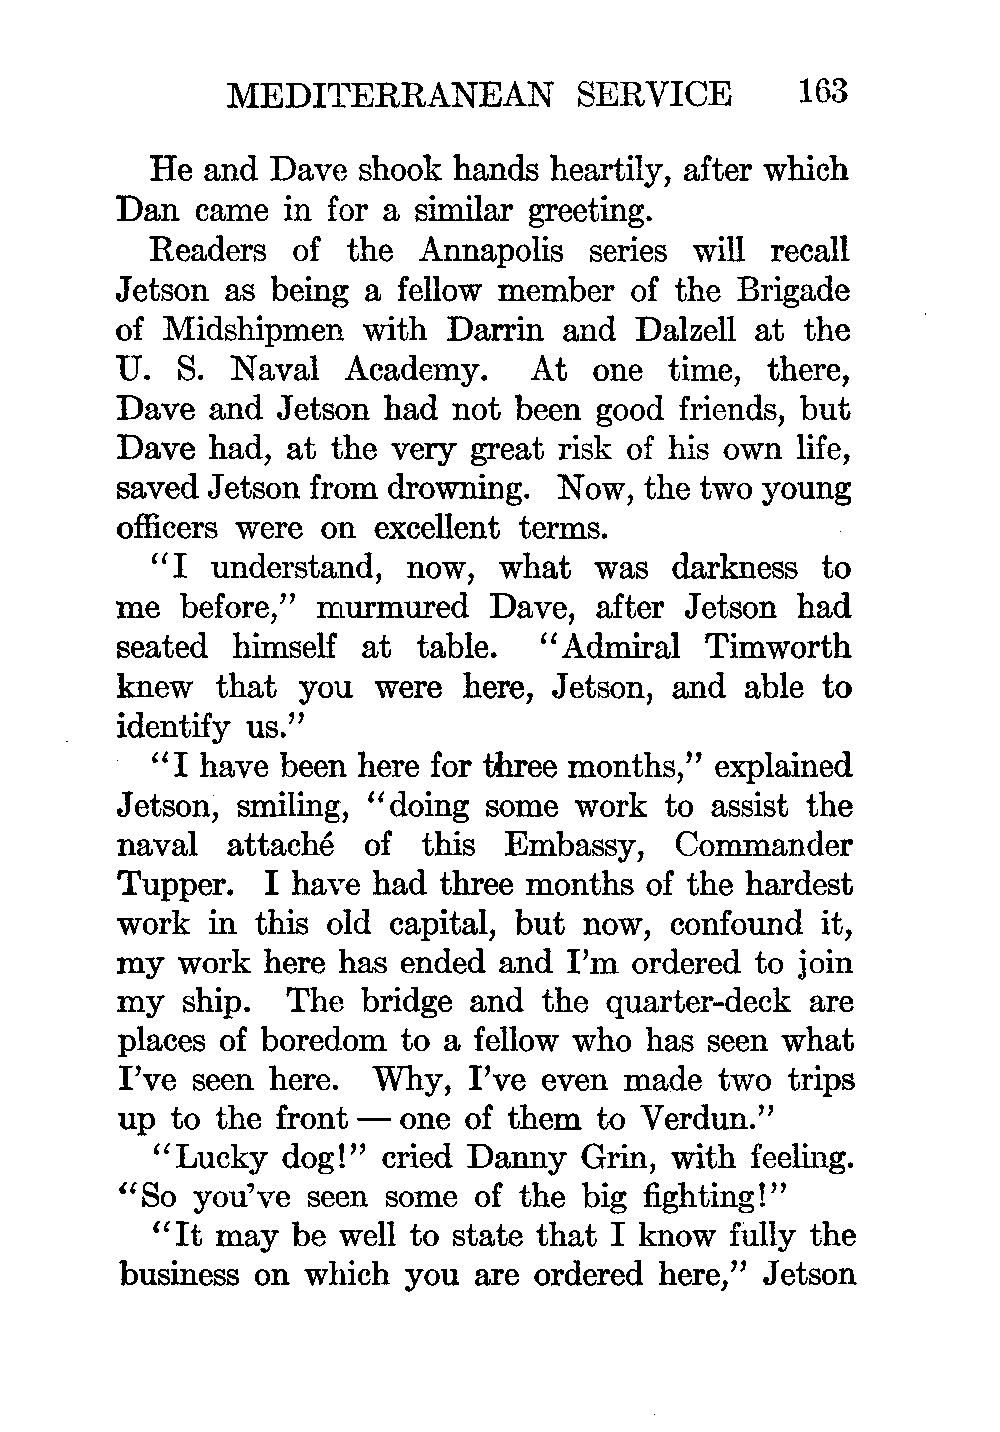 MEDITERRANEAN SERVICE 163
He and Dave shook hands heartily, after which
Dan came in for a similar greeting.
Readers of the Annapolis series will recall
Jetson as being a fellow member of the Brigade
of Midshipmen with Darrin and Dalzell at the
U. S. Naval Academy. At one time, there,
Dave and Jetson had not been good friends, but
Dave had, at the very great risk of his own life,
saved Jetson from drowning. Now, the two young
officers were on excellent terms.
“I understand, now, what was darkness to
me before,” murmured Dave, after Jetson had
seated himself at table. “Admiral Timworth
knew that you were here, Jetson, and able to
identify us.”
“I have been here for three months,” explained
Jetson, smiling, “doing some work to assist the
naval attaché of this Embassy, Commander
Tupper. I have had three months of the hardest
work in this old capital, but now, confound it,
my work here has ended and I’m ordered to join
my ship. The bridge and the quarter-deck are
places of boredom to a fellow who has seen what
I’ve seen here. Why, I’ve even made two trips
up to the front — one of them to Verdun.”
“Lucky dog!” cried Danny Grin, with feeling.
“So you’ve seen some of the big fighting!”
“It may be well to state that I know fully the
business on which you are ordered here,” Jetson